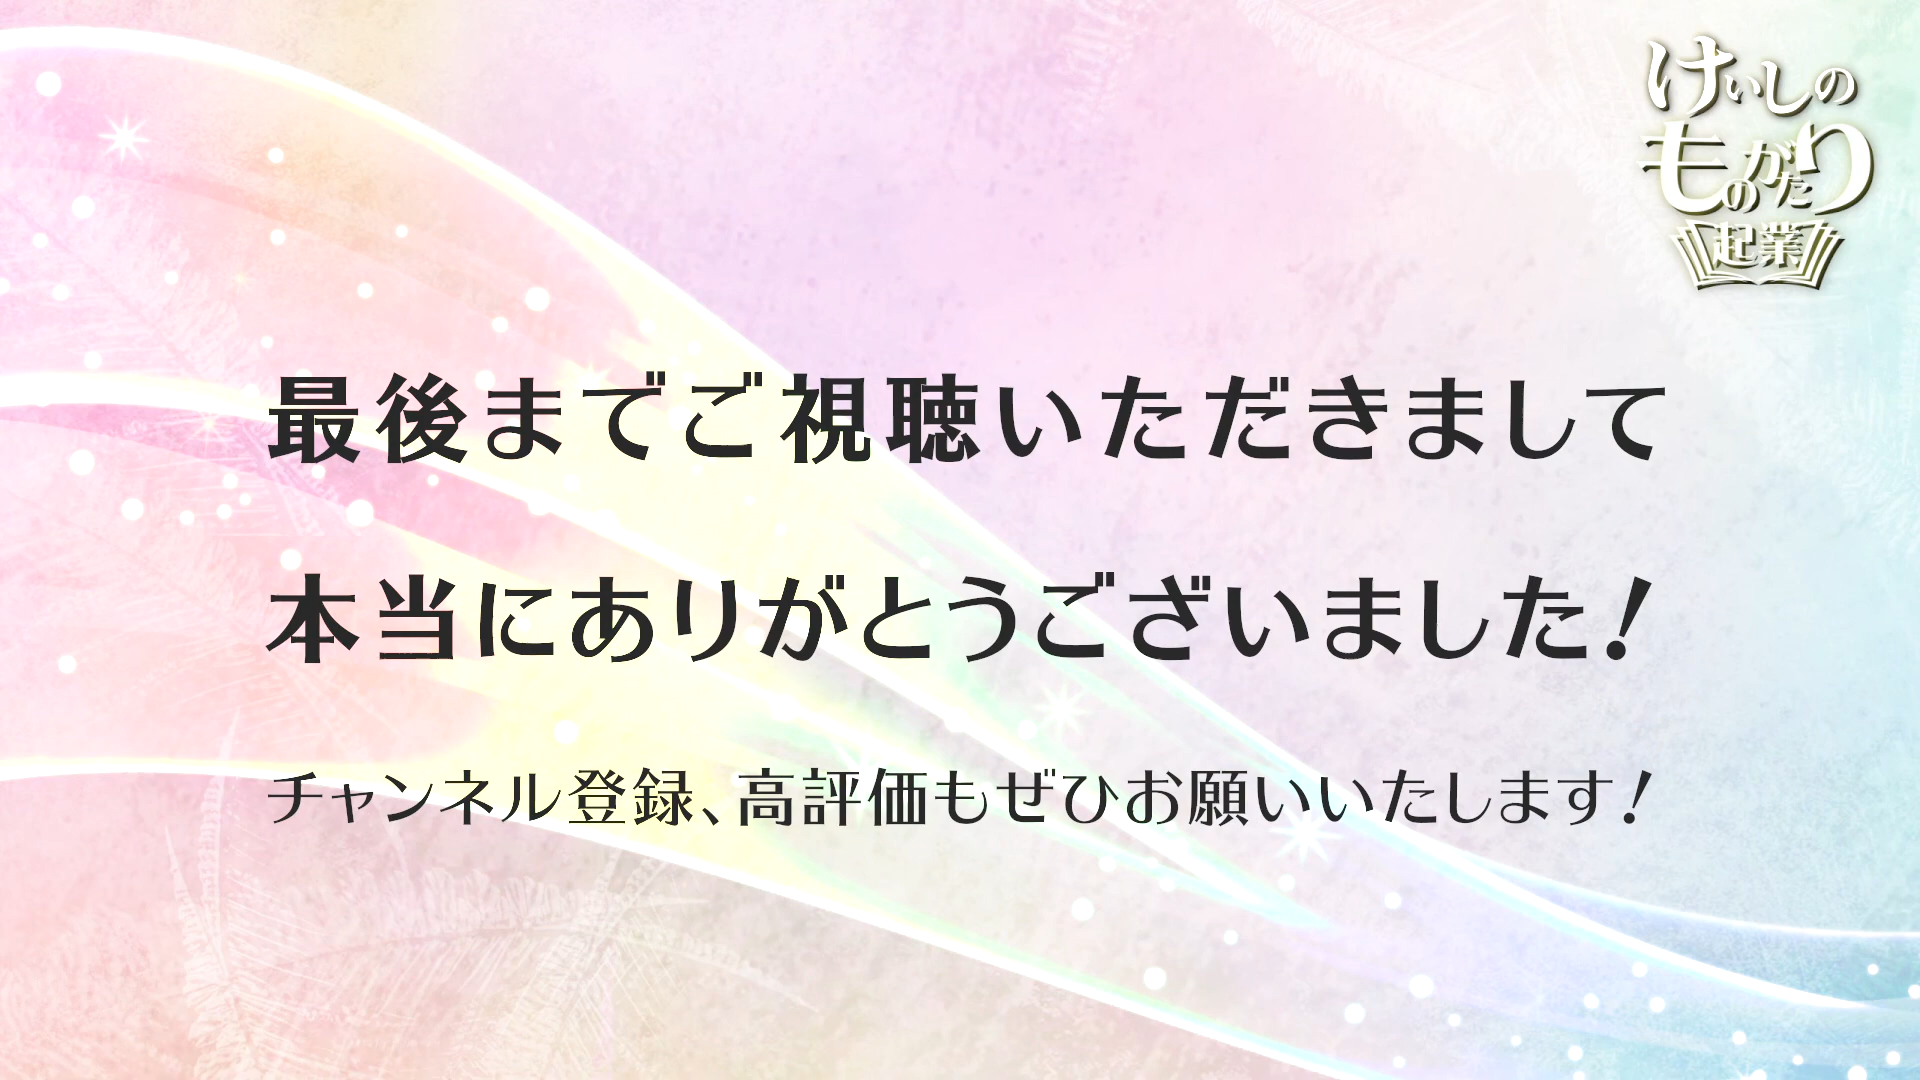 けいしの
ものがたり
起業
最後までご視聴いただきまして
本当にありがとうございました！
チャンネル登録、高評価もぜひお願いいたします！